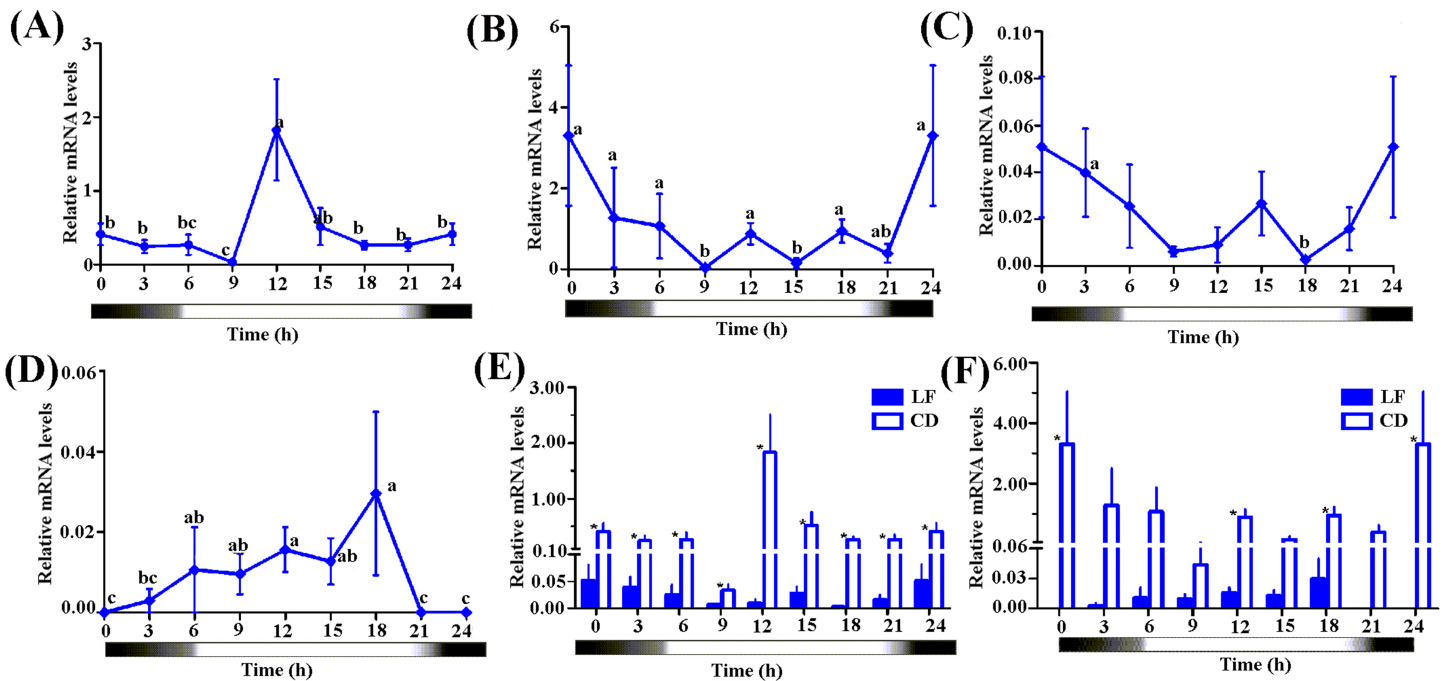 (A)
Relative mRNA levels
3
2
1
0
b b bc c a ab b b b
0 3 6 9 12 15 18 21 24
Time (h)
(B)
Relative mRNA levels
6
4
2
0
a a a b a b a ab a
0 3 6 9 12 15 18 21 24
Time (h)
(C)
Relative mRNA levels
0.10
0.08
0.06
0.04
0.02
0.00
a b
0 3 6 9 12 15 18 21 24
Time (h)
(D)
Relative mRNA levels
0.06
0.04
0.02
0.00
c bc ab ab a ab a c c
0 3 6 9 12 15 18 21 24
Time (h)
(E)
Relative mRNA levels
3.00
2.00
1.00
0.10
0.05
0.00
LF
CD
* * * * * * * * *
0 3 6 9 12 15 18 21 24
Time (h)
(F)
Relative mRNA levels
6.00
4.00
2.00
0.06
0.03
0.00
LF
CD
* * * *
0 3 6 9 12 15 18 21 24
Time (h)